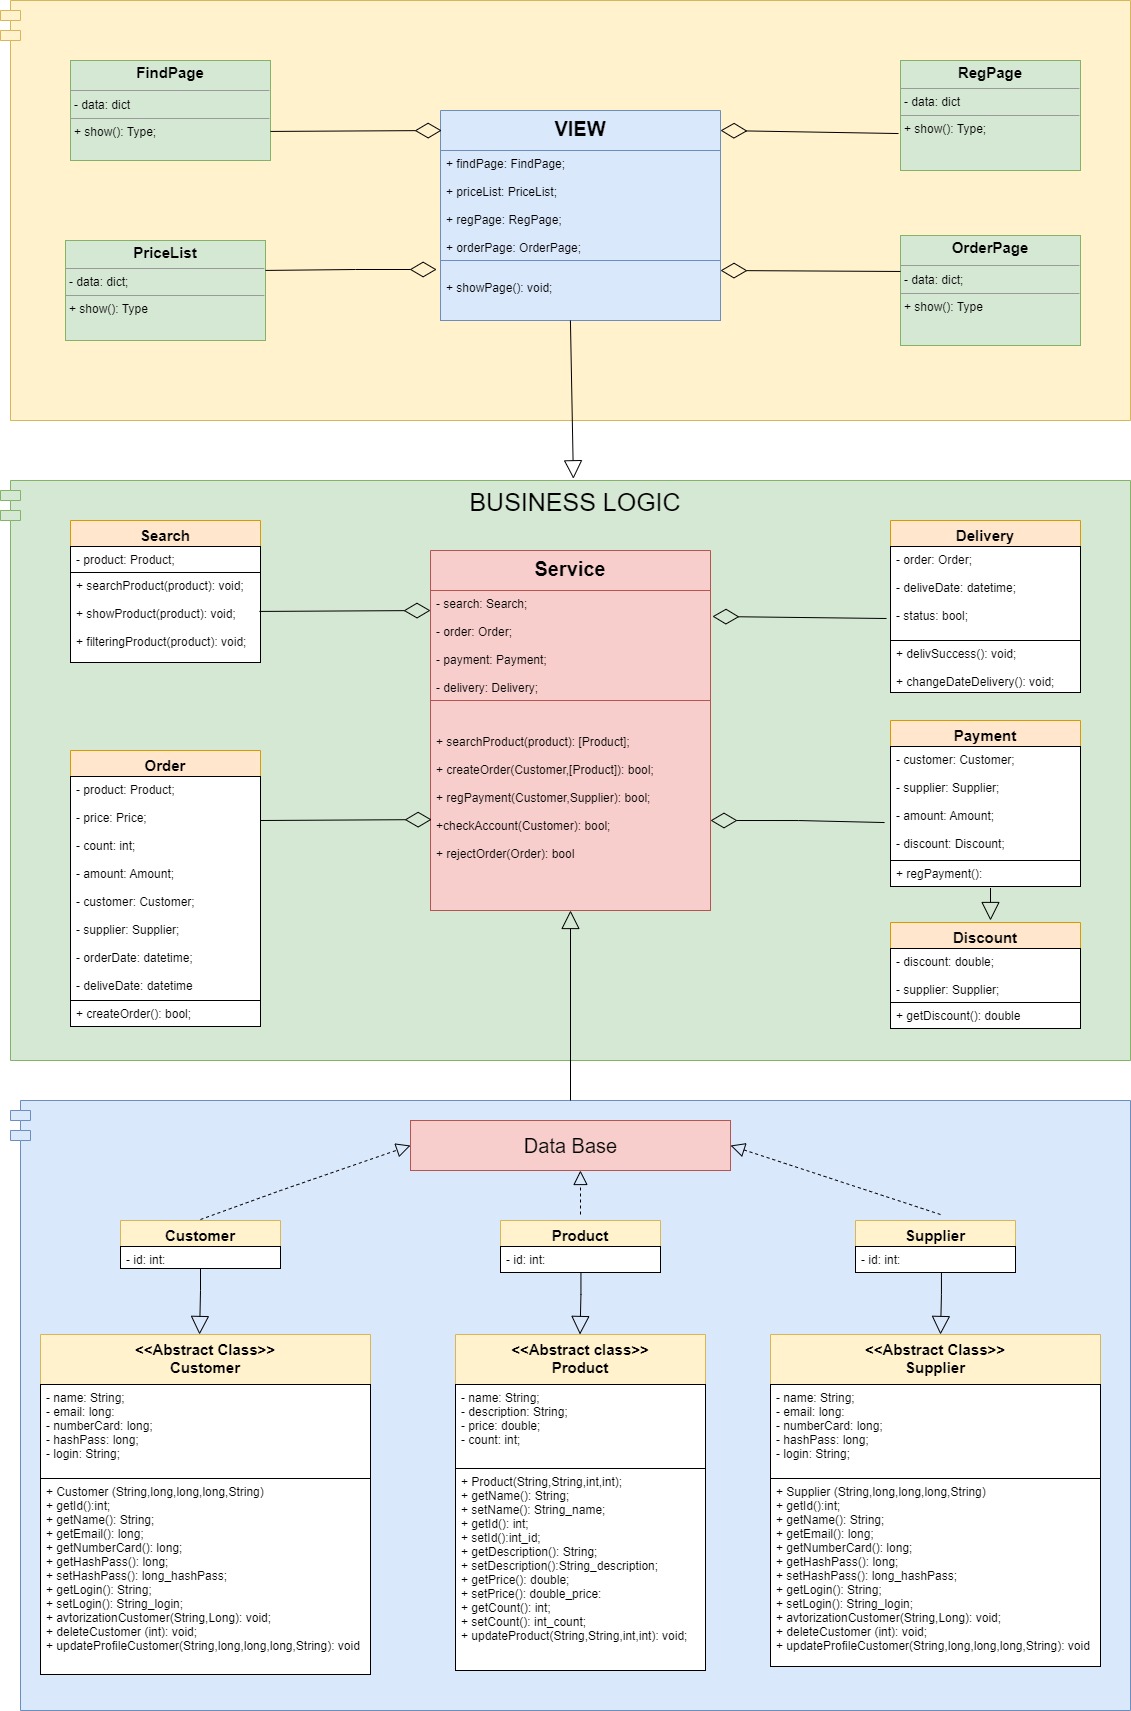 FindPage
- data: dict
+ show(): Type;
RegPage
- data: dict
+ show(): Type;
VIEW
+ findPage: FindPage;
+ priceList: PriceList;
+ regPage: RegPage;
+ orderPage: OrderPage;
+ showPage(): void;
PriceList
- data: dict;
+ show(): Type
OrderPage
- data: dict;
+ show(): Type
BUSINESS LOGIC
Search
- product: Product;
+ searchProduct(product): void;
+ showProduct(product): void;
+ filteringProduct(product): void;
Service
- search: Search;
- order: Order;
- payment: Payment;
- delivery: Delivery;
+ searchProduct(product): [Product];
+ createOrder(Customer,[Product]): bool;
+ regPayment(Customer,Supplier): bool;
+checkAccount(Customer): bool;
+ rejectOrder(Order): bool
Delivery
- order: Order;
- deliveDate: datetime;
- status: bool;
+ delivSuccess(): void;
+ changeDateDelivery(): void;
Order
- product: Product;
- price: Price;
- count: int;
- amount: Amount;
- customer: Customer;
- supplier: Supplier;
- orderDate: datetime;
- deliveDate: datetime
+ createOrder(): bool;
Payment
- customer: Customer;
- supplier: Supplier;
- amount: Amount;
- discount: Discount;
+ regPayment():
Discount
- discount: double;
- supplier: Supplier;
+ getDiscount(): double
Data Base
Customer
- id: int:
Product
- id: int:
Supplier
- id: int:
<<Abstract Class>>
Customer
- name: String;
- email: long:
- numberCard: long;
- hashPass: long;
- login: String;
+ Customer (String,long,long,long,String)
+ getId():int;
+ getName(): String;
+ getEmail(): long;
+ getNumberCard(): long;
+ getHashPass(): long;
+ setHashPass(): long_hashPass;
+ getLogin(): String;
+ setLogin(): String_login;
+ avtorizationCustomer(String,Long): void;
+ deleteCustomer (int): void;
+ updateProfileCustomer(String,long,long,long,String): void
<<Abstract class>>
Product
- name: String;
- description: String;
- price: double;
- count: int;
+ Product(String,String,int,int);
+ getName(): String;
+ setName(): String_name;
+ getId(): int;
+ setId():int_id;
+ getDescription(): String;
+ setDescription():String_description;
+ getPrice(): double;
+ setPrice(): double_price:
+ getCount(): int;
+ setCount(): int_count;
+ updateProduct(String,String,int,int): void;
<<Abstract Class>>
Supplier
- name: String;
- email: long:
- numberCard: long;
- hashPass: long;
- login: String;
+ Supplier (String,long,long,long,String)
+ getId():int;
+ getName(): String;
+ getEmail(): long;
+ getNumberCard(): long;
+ getHashPass(): long;
+ setHashPass(): long_hashPass;
+ getLogin(): String;
+ setLogin(): String_login;
+ avtorizationCustomer(String,Long): void;
+ deleteCustomer (int): void;
+ updateProfileCustomer(String,long,long,long,String): void